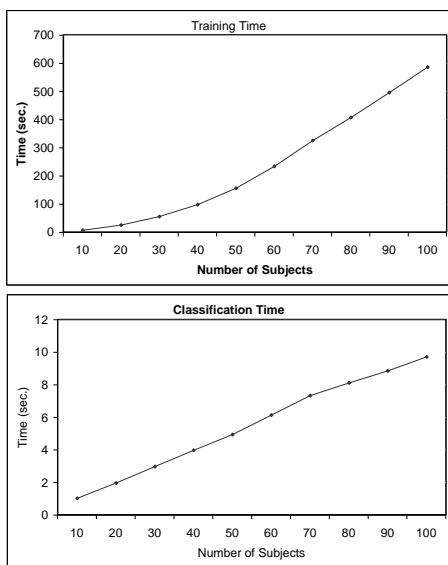 Training Time
700
600
500
400
300
200
100
0
Time (sec.)
10 20 30 40 50 60 70 80 90 100
Number of Subjects
Classification Time
12
10
8
6
4
2
0
Time (sec.)
10 20 30 40 50 60 70 80 90 100
Number of Subjects